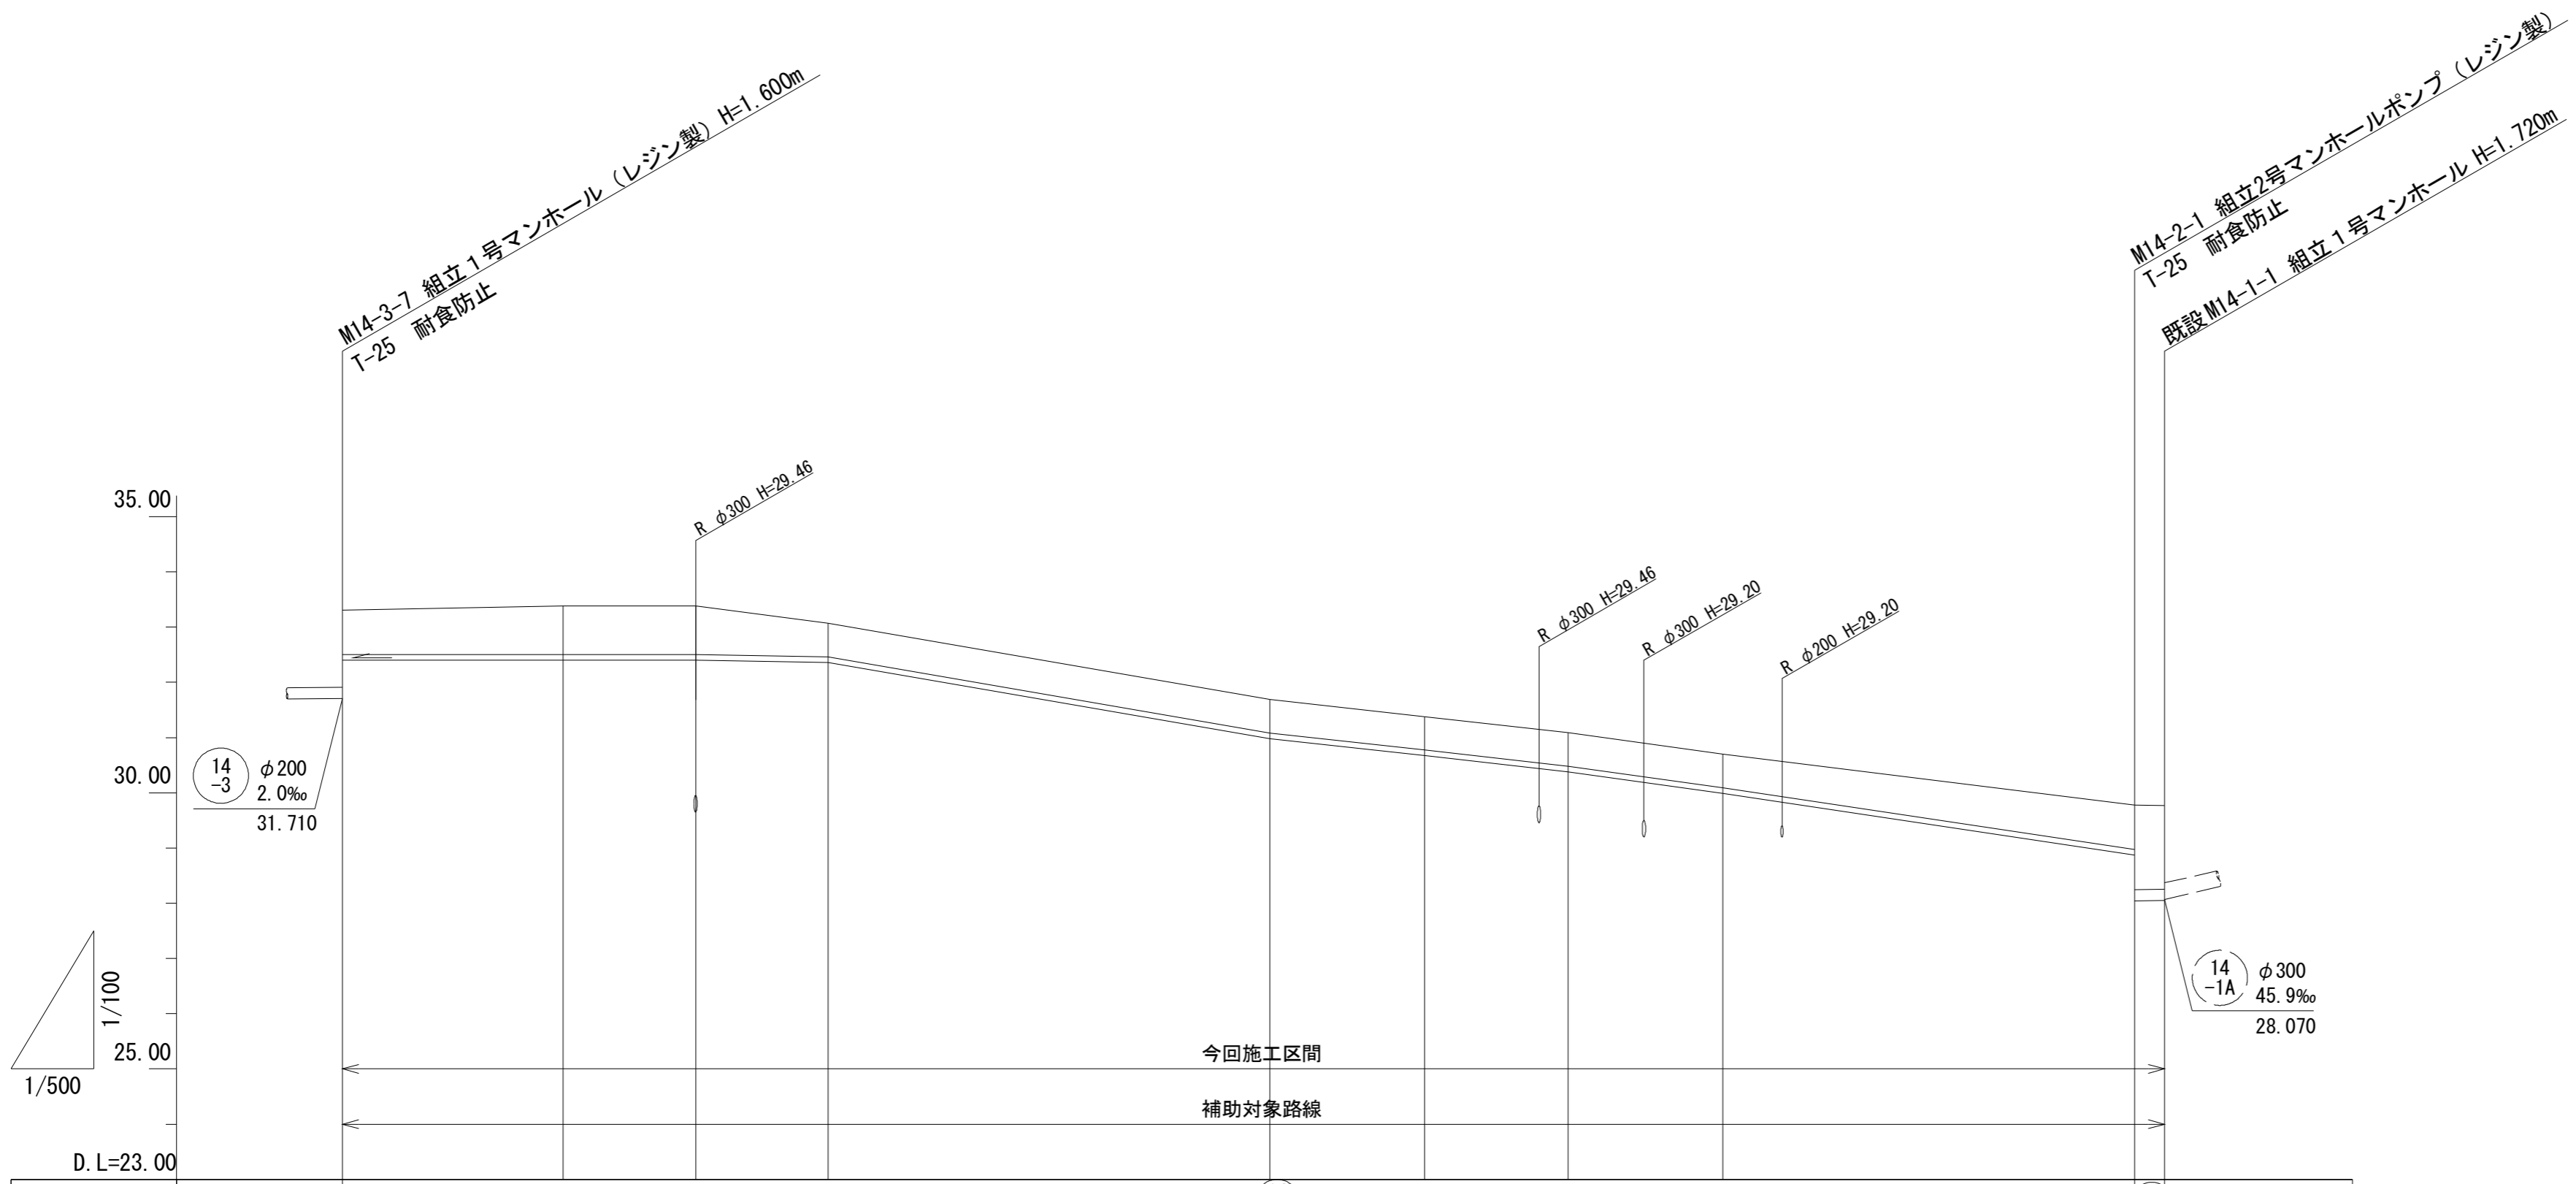 M14-3-7 組立１号マンホール（レジン製）H=1.600m
T-25 耐食防止
M14-2-1 組立2号マンホールポンプ（レジン製）
T-25 耐食防止
既設M14-1-1 組立１号マンホール H=1.720m
R φ300 H=29.46
R φ300 H=29.46
R φ300 H=29.20
R φ200 H=29.20
35.00
30.00
25.00
D.L=23.00
14
-3
φ200
2.0‰
31.710
14
-1A
φ300
45.9‰
28.070
1/100
1/500
今回施工区間
補助対象路線